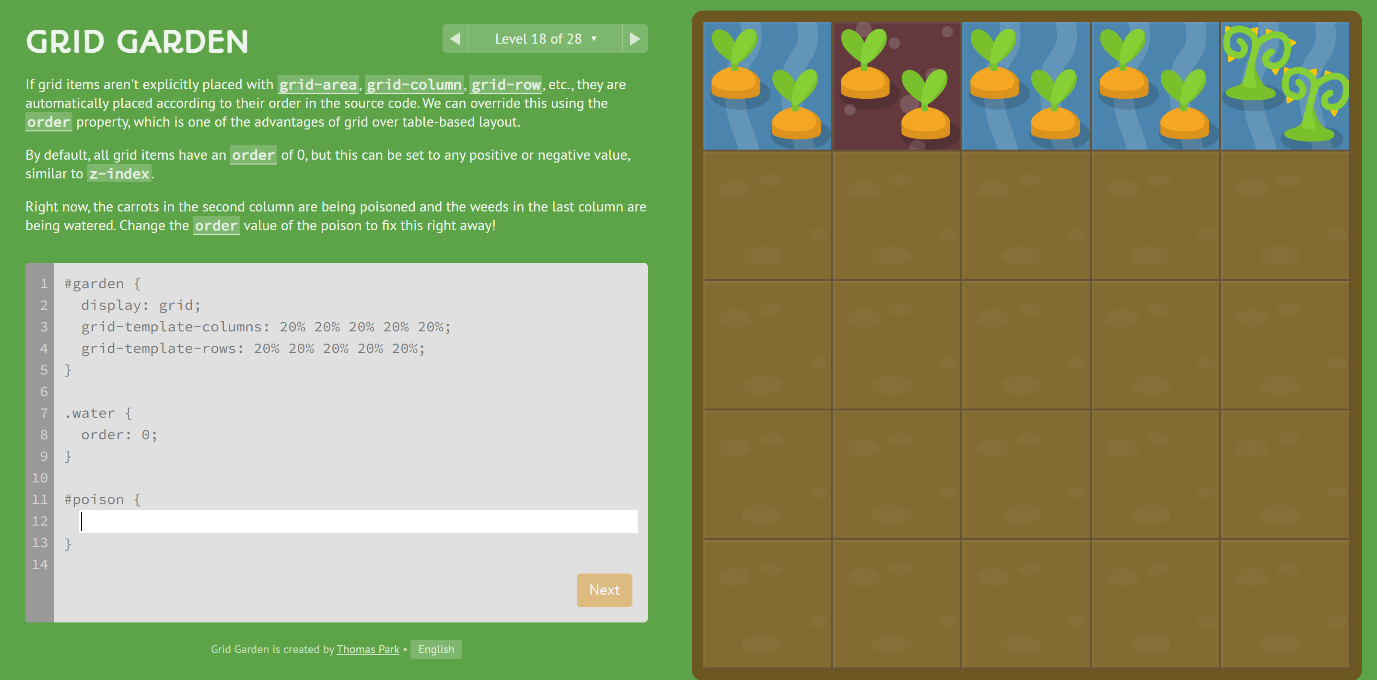 GRID GARDEN
◀ Level 18 of 28 ▼ ▶
If grid items aren't explicitly placed with grid-area, grid-column, grid-row, etc., they are
automatically placed according to their order in the source code. We can override this using the
order property, which is one of the advantages of grid over table-based layout.
By default, all grid items have an order of 0, but this can be set to any positive or negative value,
similar to z-index.
Right now, the carrots in the second column are being poisoned and the weeds in the last column are
being watered. Change the order value of the poison to fix this right away!
1 #garden {
2 display: grid;
3 grid-template-columns: 20% 20% 20% 20% 20%;
4 grid-template-rows: 20% 20% 20% 20% 20%;
5 }
6
7 .water {
8 order: 0;
9 }
10
11 #poison {
12
13 }
14
Next
Grid Garden is created by Thomas Park • English